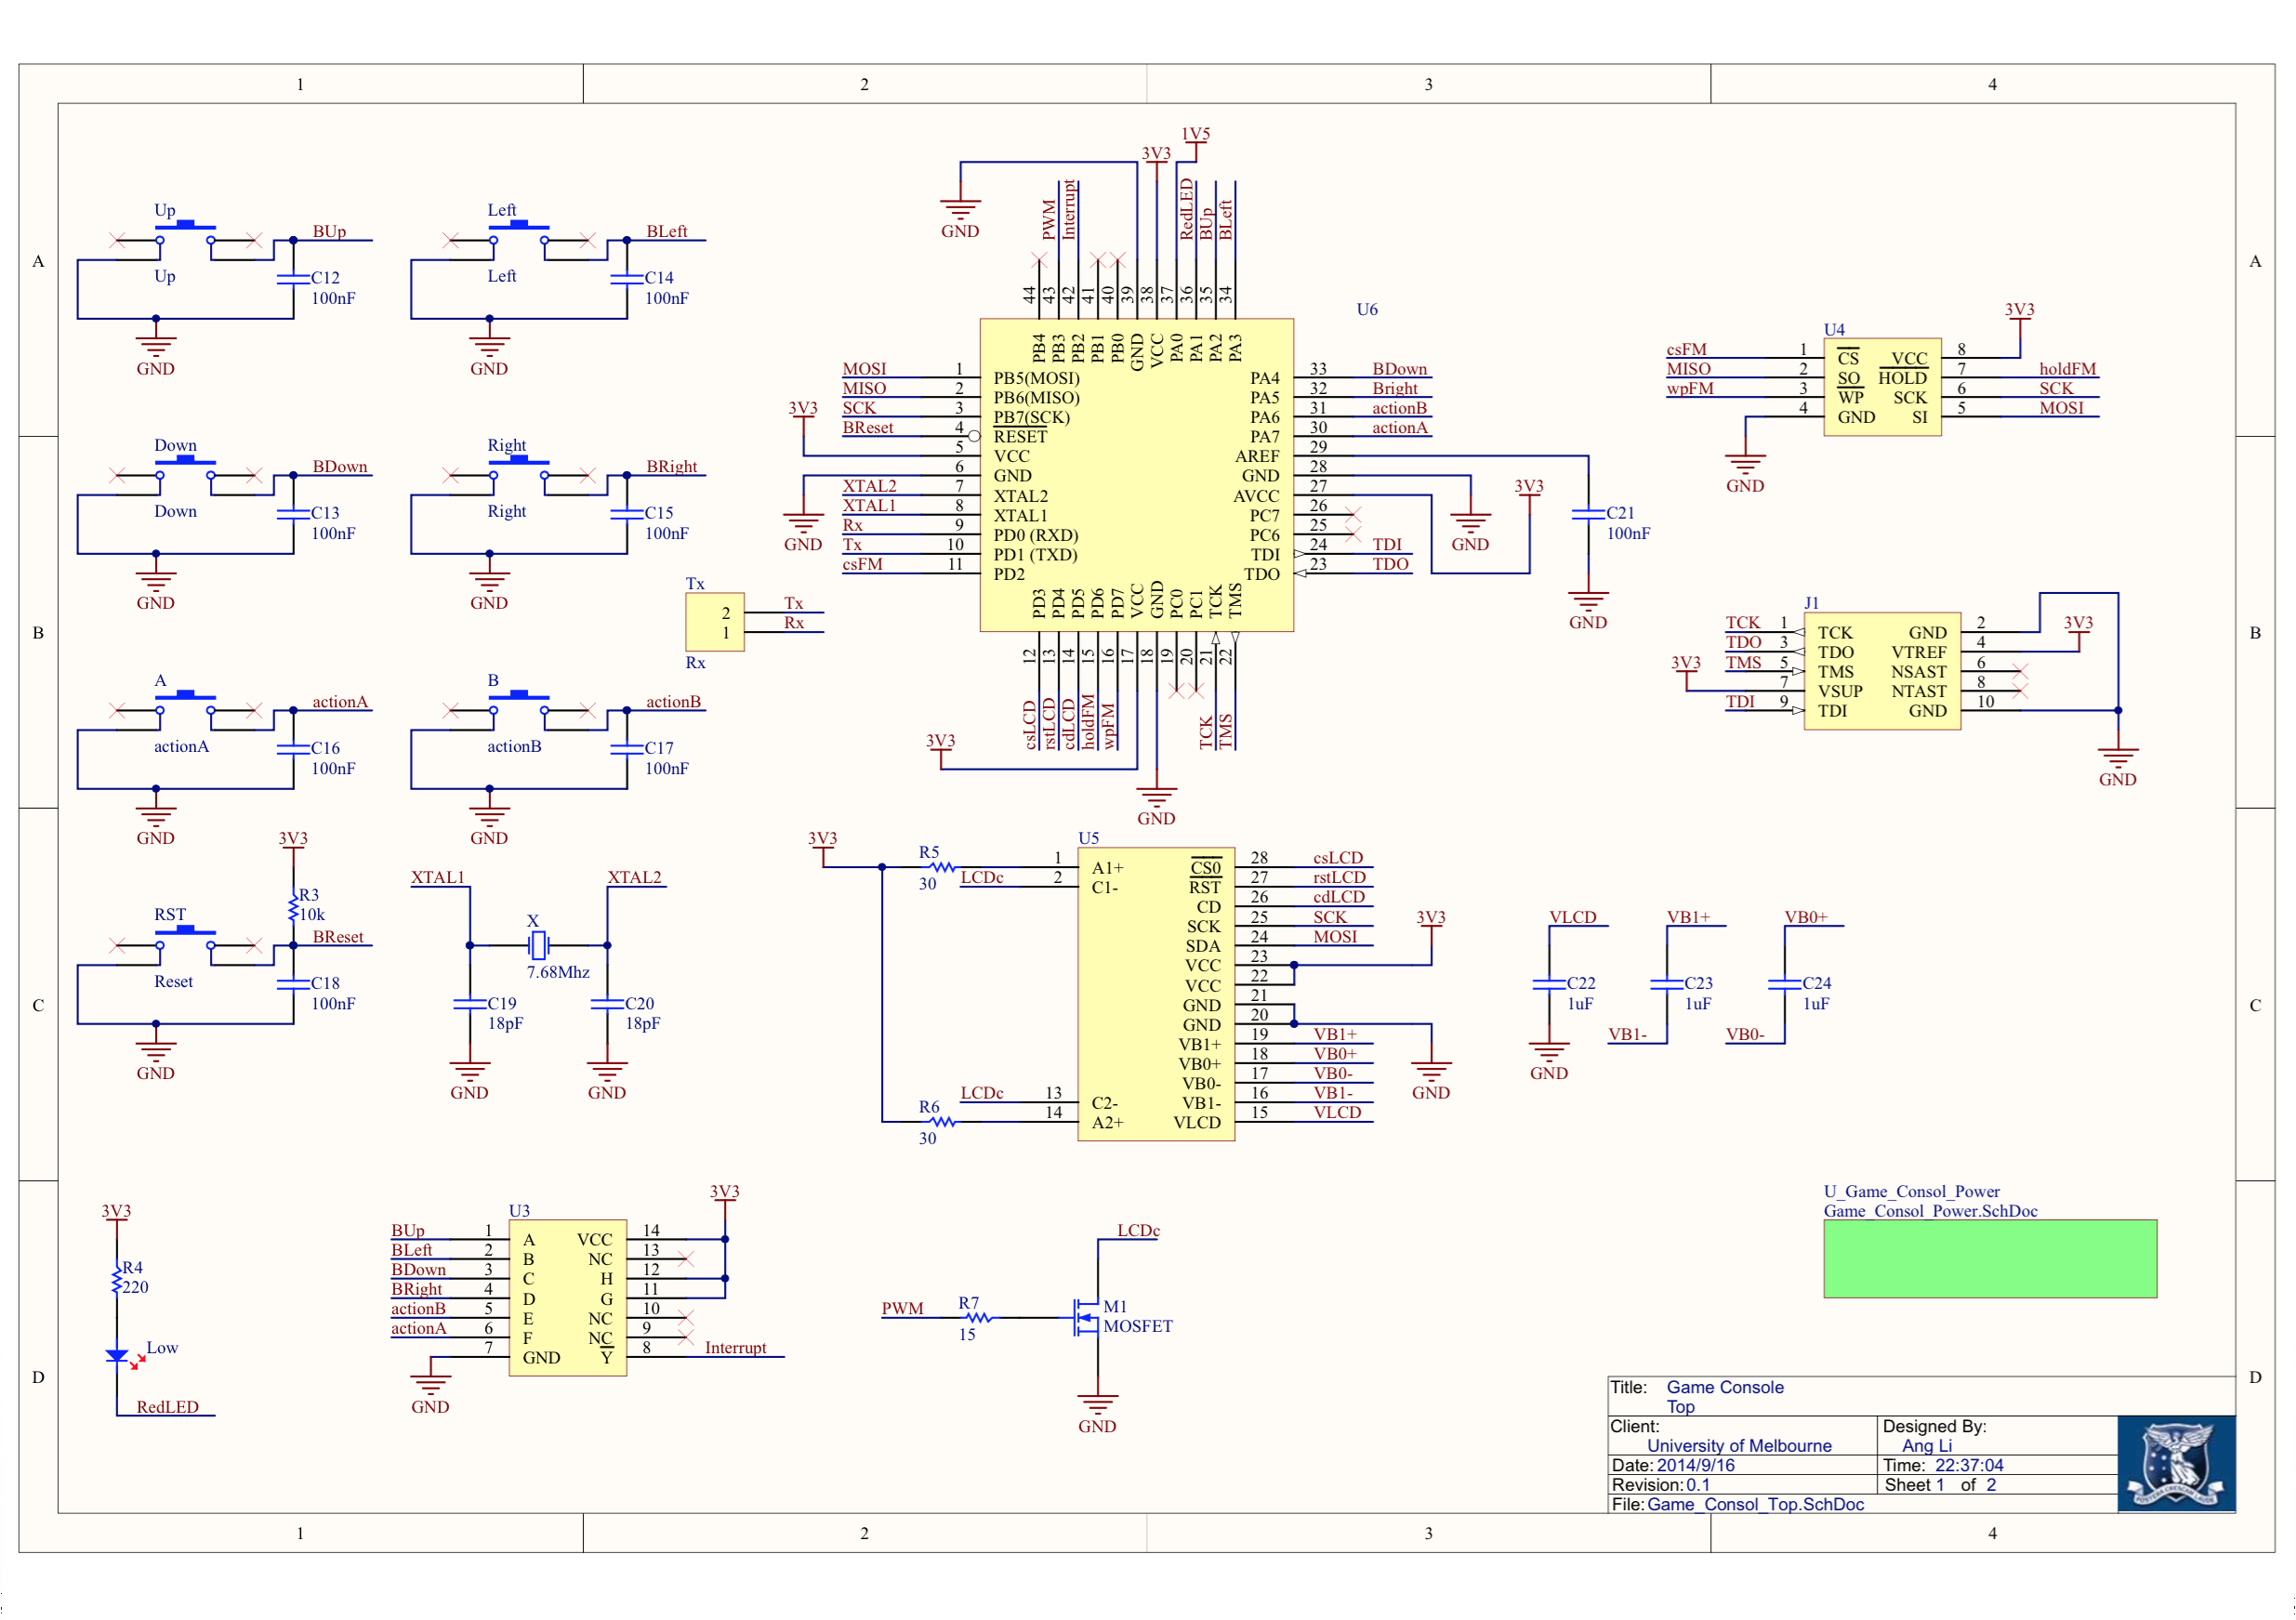 1 2 3 4
A A
B B
C C
D D
Up
BUp
Up
C12
100nF
GND
Left
BLeft
Left
C14
100nF
GND
Down
BDown
Down
C13
100nF
GND
Right
BRight
Right
C15
100nF
GND
A
actionA
actionA
C16
100nF
GND
B
actionB
actionB
C17
100nF
GND
3V3
R3
10k
RST
BReset
Reset
C18
100nF
GND
XTAL1 XTAL2
X
7.68Mhz
C19 C20
18pF 18pF
GND GND
Tx
2 Tx
1 Rx
Rx
1V5
3V3
GND
PWM Interrupt RedLED BUp BLeft
44 43 42 41 40 39 38 37 36 35 34
U6
PB4 PB3 PB2 PB1 PB0 GND VCC PA0 PA1 PA2 PA3
MOSI 1 PB5(MOSI) PA4 33 BDown
MISO 2 PB6(MISO) PA5 32 Bright
SCK 3 PB7(SCK) PA6 31 actionB
BReset 4 RESET PA7 30 actionA
3V3 5 VCC AREF 29
6 GND GND 28
XTAL2 7 XTAL2 AVCC 27 3V3
XTAL1 8 XTAL1 PC7 26
Rx 9 PD0 (RXD) PC6 25
Tx 10 PD1 (TXD) TDI 24 TDI
csFM 11 PD2 TDO 23 TDO
GND GND
C21
100nF
GND
PD3 PD4 PD5 PD6 PD7 VCC GND PC0 PC1 TCK TMS
12 13 14 15 16 17 18 19 20 21 22
csLCD rstLCD cdLCD holdFM wpFM TCK TMS
3V3
GND
U4
3V3
csFM 1 CS VCC 8
MISO 2 SO HOLD 7 holdFM
wpFM 3 WP SCK 6 SCK
4 GND SI 5 MOSI
GND
J1
TCK 1 TCK GND 2
TDO 3 TDO VTREF 4 3V3
TMS 5 TMS NSAST 6
3V3 7 VSUP NTAST 8
TDI 9 TDI GND 10
GND
3V3
U5
R5
30
1 A1+ CS0 28 csLCD
LCDc 2 C1- RST 27 rstLCD
CD 26 cdLCD
SCK 25 SCK
SDA 24 MOSI
VCC 23 3V3
VCC 22
GND 21
GND 20
VB1+ 19 VB1+
VB0+ 18 VB0+
VB0- 17 VB0-
LCDc 13 C2- VB1- 16 VB1-
14 A2+ VLCD 15 VLCD
R6
30
GND
VLCD VB1+ VB0+
C22 C23 C24
1uF 1uF 1uF
VB1- VB0-
GND
3V3
R4
220
Low
RedLED
U3
3V3
BUp 1 A VCC 14
BLeft 2 B NC 13
BDown 3 C H 12
BRight 4 D G 11
actionB 5 E NC 10
actionA 6 F NC 9
7 GND Y 8 Interrupt
GND
LCDc
PWM R7
15
M1
MOSFET
GND
U_Game_Consol_Power
Game_Consol_Power.SchDoc
Title: Game Console
Top
Client: Designed By:
University of Melbourne Ang Li
Date: 2014/9/16 Time: 22:37:04
Revision: 0.1 Sheet 1 of 2
File: Game_Consol_Top.SchDoc
1 2 3 4